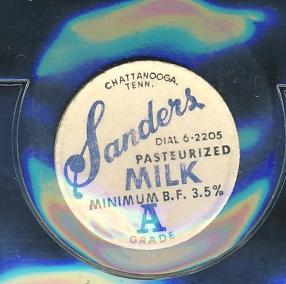 CHATTANOOGA,
TENN.
Sanders
DIAL 6-2205
PASTEURIZED
MILK
MINIMUM B.F. 3.5%
A
GRADE